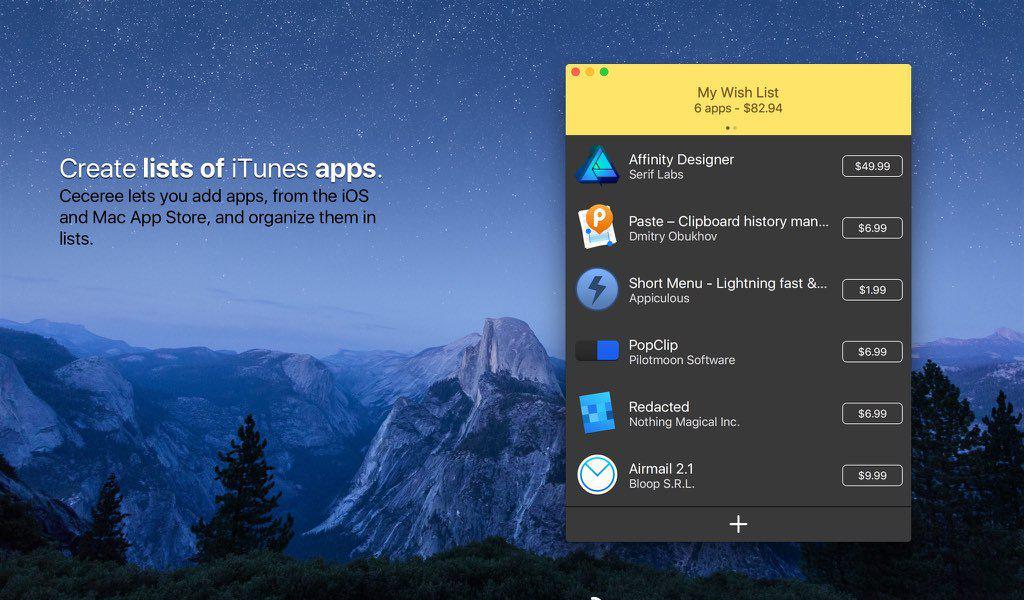 Create lists of iTunes apps.
Ceceree lets you add apps, from the iOS
and Mac App Store, and organize them in
lists.
My Wish List
6 apps - $82.94
Affinity Designer
Serif Labs
$49.99
Paste – Clipboard history man...
Dmitry Obukhov
$6.99
Short Menu - Lightning fast &...
Appiculous
$1.99
PopClip
Pilotmoon Software
$6.99
Redacted
Nothing Magical Inc.
$6.99
Airmail 2.1
Bloop S.R.L.
$9.99